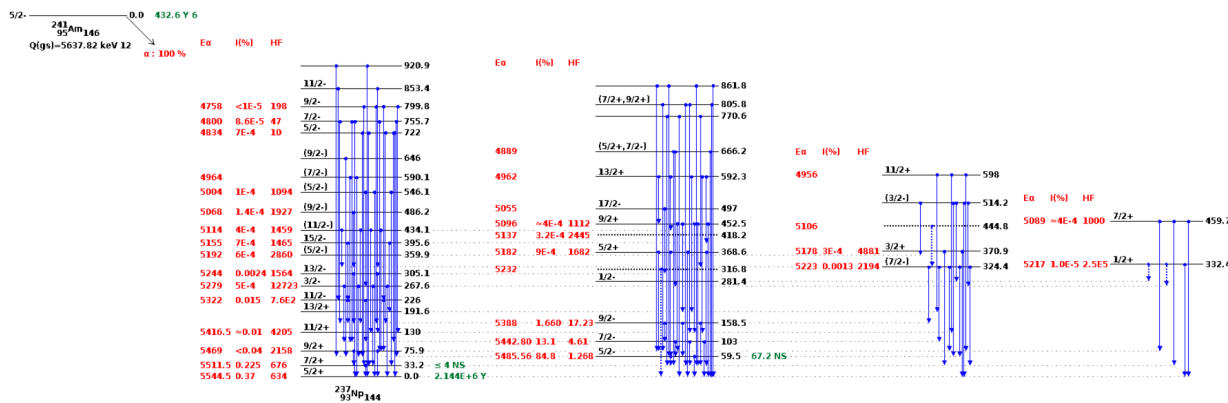 5/2- 0.0 432.6 Y 6
241
95Am146
Q(gs)=5637.82 keV 12
α : 100 %
Eα I(%) HF
920.9
11/2- 853.4
4758 <1E-5 198 9/2- 799.8
4800 8.6E-5 47 7/2- 755.7
4834 7E-4 10 5/2- 722
(9/2-) 646
4964 (7/2-) 590.1
5004 1E-4 1094 (5/2-) 546.1
5068 1.4E-4 1927 (9/2-) 486.2
5114 4E-4 1459 (11/2-) 434.1
5155 7E-4 1465 15/2- 395.6
5192 6E-4 2860 (5/2-) 359.9
5244 0.0024 1564 13/2- 305.1
5279 5E-4 12723 3/2- 267.6
5322 0.015 7.6E2 11/2- 226
13/2+ 191.6
5416.5 ≈0.01 4205 11/2+ 130
5469 <0.04 2158 9/2+ 75.9
5511.5 0.225 676 7/2+ 33.2 ≤ 4 NS
5544.5 0.37 634 5/2+ 0.0 2.144E+6 Y
237
93Np144
Eα I(%) HF
861.8
(7/2+,9/2+) 805.8
770.6
4889 (5/2+,7/2-) 666.2
4962 13/2+ 592.3
5055 17/2- 497
5096 ≈4E-4 1112 9/2+ 452.5
5137 3.2E-4 2445 418.2
5182 9E-4 1682 5/2+ 368.6
5232 316.8
1/2- 281.4
5388 1.660 17.23 9/2- 158.5
5442.80 13.1 4.61 7/2- 103
5485.56 84.8 1.268 5/2- 59.5 67.2 NS
Eα I(%) HF
4956 11/2+ 598
(3/2-) 514.2
5106 444.8
5178 3E-4 4881 3/2+ 370.9
5223 0.0013 2194 (7/2-) 324.4
Eα I(%) HF
5089 ≈4E-4 1000 7/2+ 459.7
5217 1.0E-5 2.5E5 1/2+ 332.4